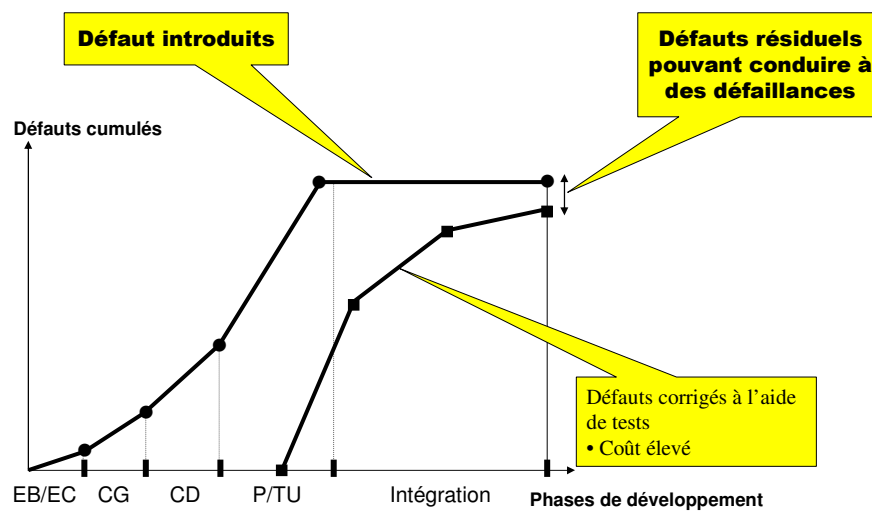 Défaut introduits
Défauts résiduels
pouvant conduire à
des défaillances
Défauts cumulés
Défauts corrigés à l'aide
de tests
• Coût élevé
EB/EC CG CD P/TU Intégration
Phases de développement